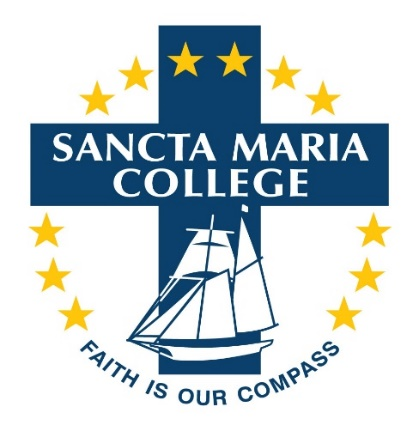 SANCTA MARIA
COLLEGE
FAITH IS OUR COMPASS